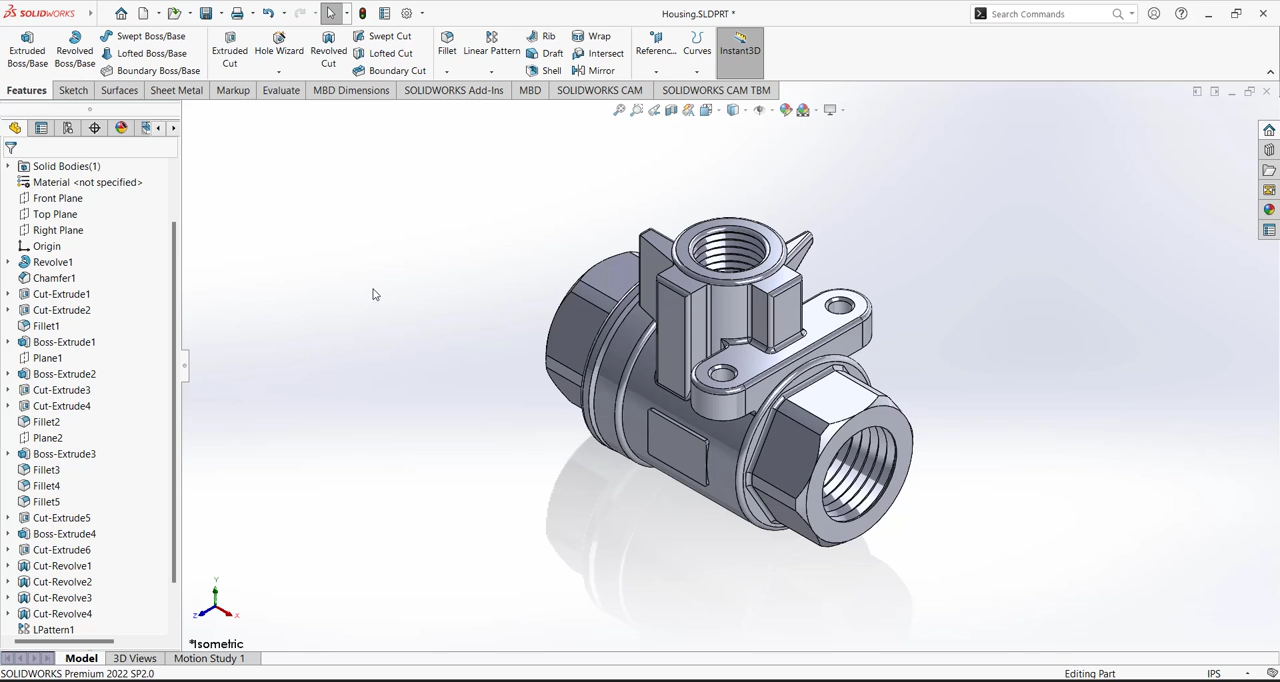 SOLIDWORKS
Housing.SLDPRT *
Search Commands
Extruded Boss/Base
Revolved Boss/Base
Swept Boss/Base
Lofted Boss/Base
Boundary Boss/Base
Extruded Cut
Hole Wizard
Revolved Cut
Swept Cut
Lofted Cut
Boundary Cut
Fillet
Linear Pattern
Rib
Draft
Shell
Wrap
Intersect
Mirror
Referenc...
Curves
Instant3D
Features Sketch Surfaces Sheet Metal Markup Evaluate MBD Dimensions SOLIDWORKS Add-Ins MBD SOLIDWORKS CAM SOLIDWORKS CAM TBM
Solid Bodies(1)
Material <not specified>
Front Plane
Top Plane
Right Plane
Origin
Revolve1
Chamfer1
Cut-Extrude1
Cut-Extrude2
Fillet1
Boss-Extrude1
Plane1
Boss-Extrude2
Cut-Extrude3
Cut-Extrude4
Fillet2
Plane2
Boss-Extrude3
Fillet3
Fillet4
Fillet5
Cut-Extrude5
Boss-Extrude4
Cut-Extrude6
Cut-Revolve1
Cut-Revolve2
Cut-Revolve3
Cut-Revolve4
LPattern1
Y
Z
X
*Isometric
Model 3D Views Motion Study 1
SOLIDWORKS Premium 2022 SP2.0
Editing Part
IPS